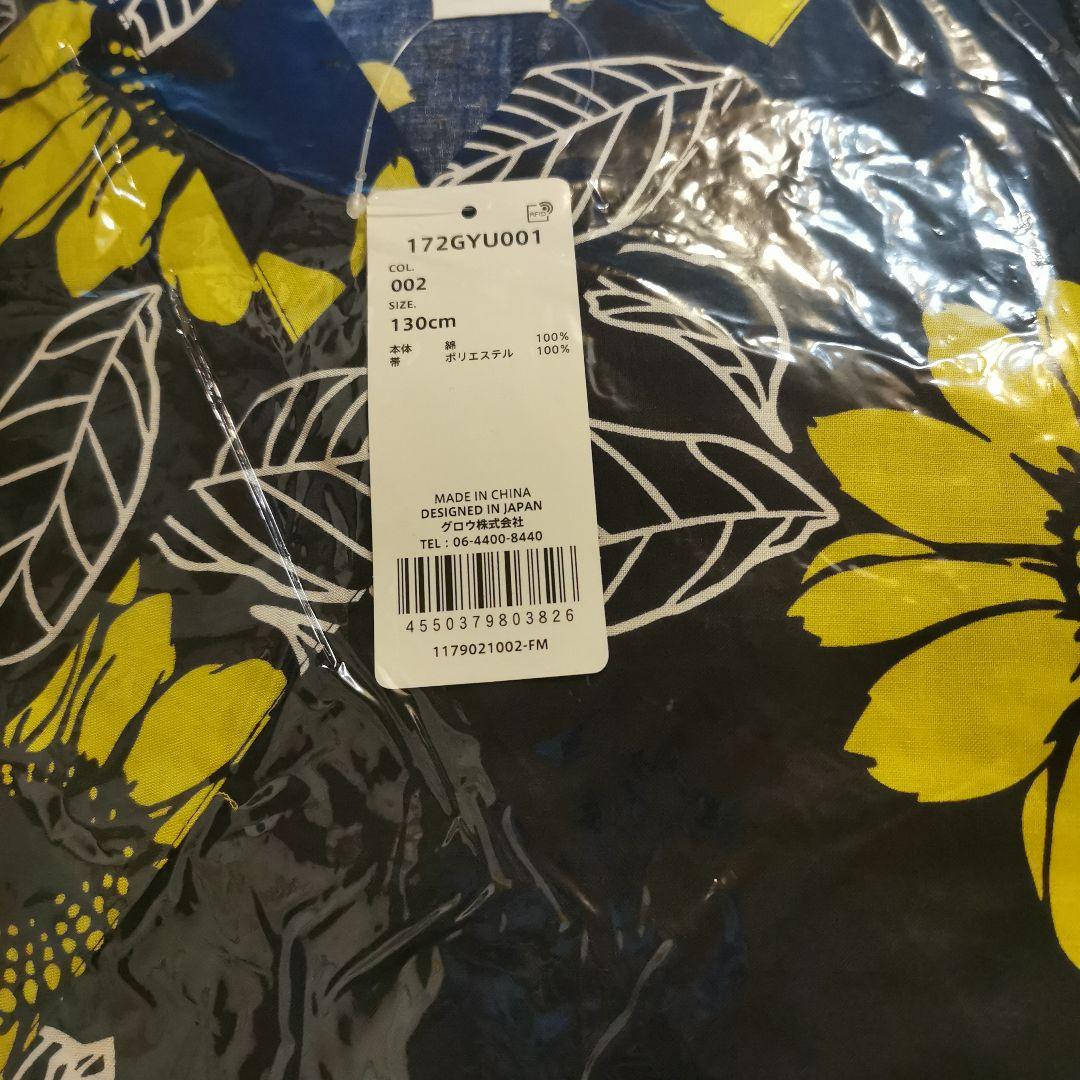 RFID
172GYU001
COL.
002
SIZE.
130cm
本体 綿 100%
帯 ポリエステル 100%
MADE IN CHINA
DESIGNED IN JAPAN
グロウ株式会社
TEL : 06-4400-8440
4550379803826
1179021002-FM